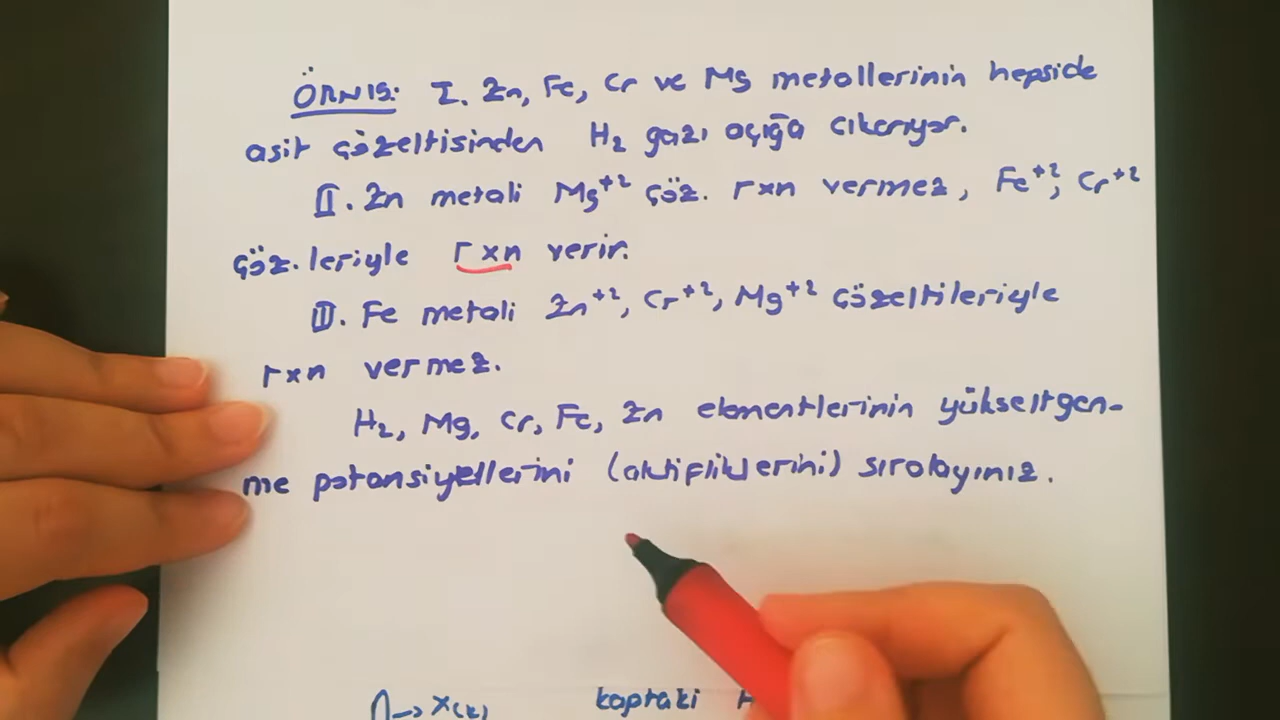 ÖRN15: I. Zn, Fe, Cr ve Mg metallerinin hepside
asit çözeltisinden H₂ gazı açığa çıkarıyor.
II. Zn metali Mg⁺² çöz. rxn vermez, Fe⁺², Cr⁺²
çöz.leriyle rxn verir.
III. Fe metali Zn⁺², Cr⁺², Mg⁺² çözeltileriyle
rxn vermez.
H₂, Mg, Cr, Fe, Zn elementlerinin yükseltgen-
me potansiyellerini (aktifliklerini) sıralayınız.
→ X(k) kaptaki